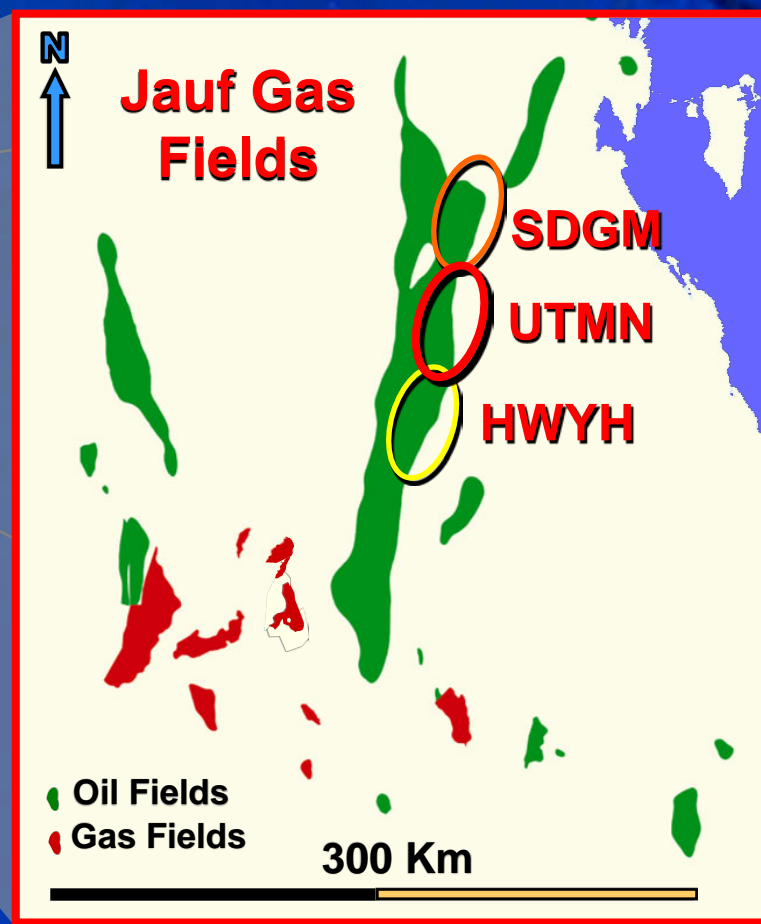 N
Jauf Gas
Fields
SDGM
UTMN
HWYH
Oil Fields
Gas Fields
300 Km